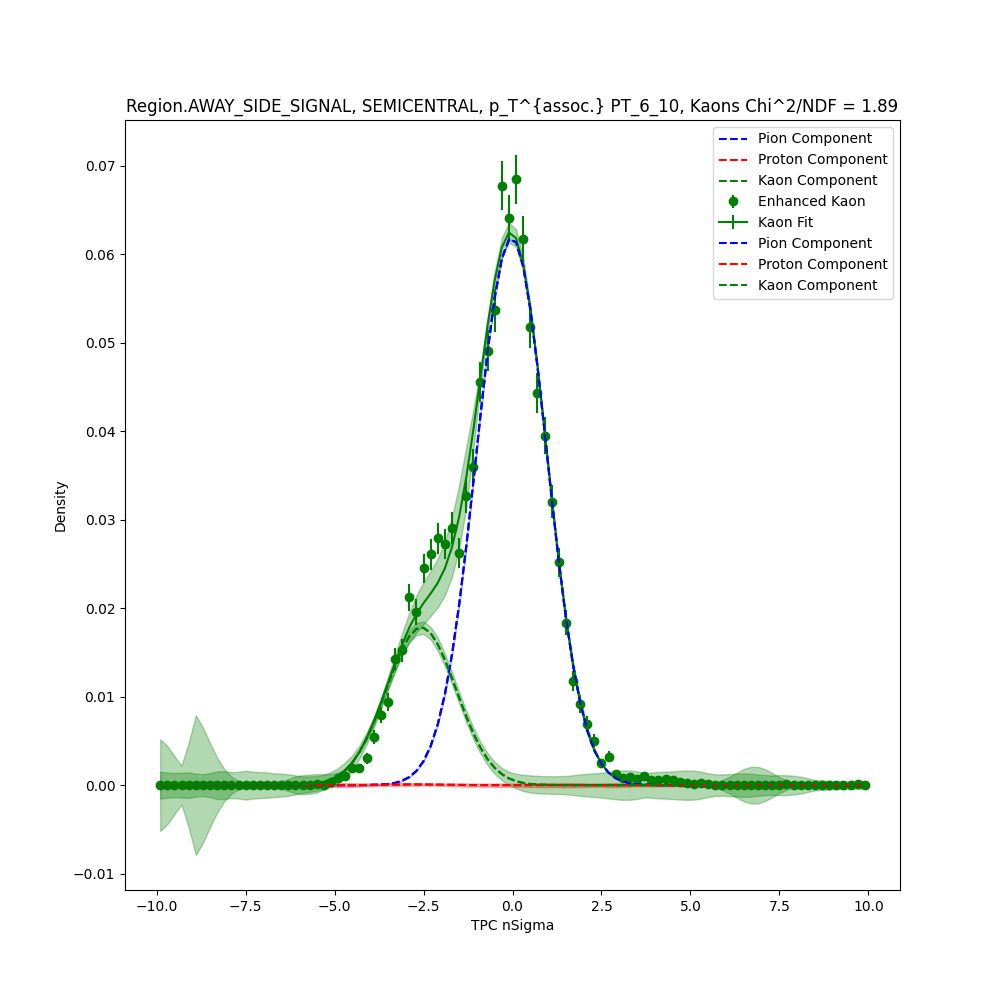 Region.AWAY_SIDE_SIGNAL, SEMICENTRAL, p_T^{assoc.} PT_6_10, Kaons Chi^2/NDF = 1.89
Pion Component
Proton Component
Kaon Component
Enhanced Kaon
Kaon Fit
Pion Component
Proton Component
Kaon Component
0.07
0.06
0.05
0.04
0.03
0.02
0.01
0.00
−0.01
Density
−10.0 −7.5 −5.0 −2.5 0.0 2.5 5.0 7.5 10.0
TPC nSigma